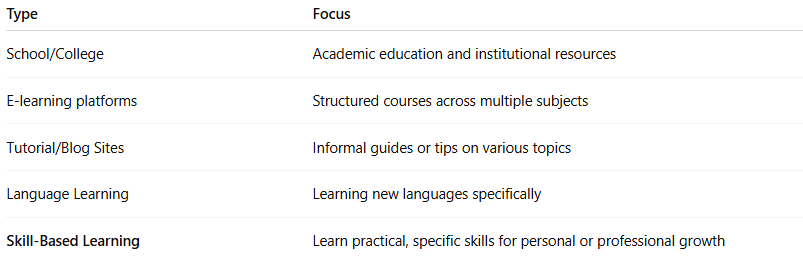 Type Focus
School/College Academic education and institutional resources
E-learning platforms Structured courses across multiple subjects
Tutorial/Blog Sites Informal guides or tips on various topics
Language Learning Learning new languages specifically
Skill-Based Learning Learn practical, specific skills for personal or professional growth